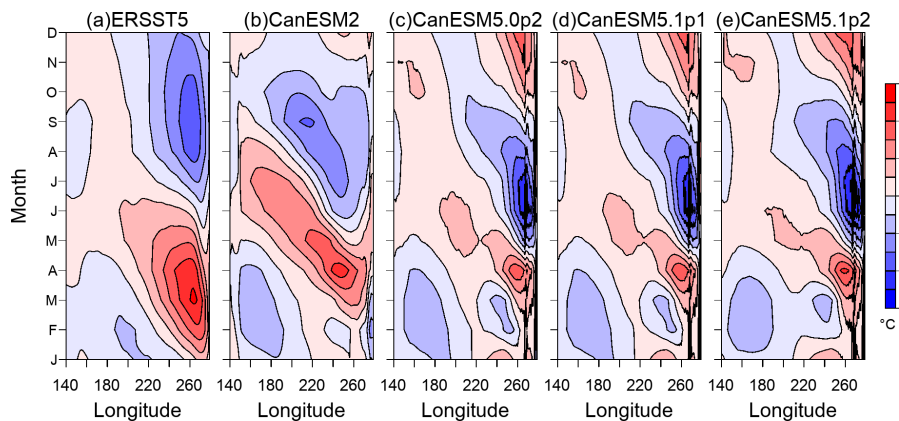 (a)ERSST5 (b)CanESM2 (c)CanESM5.0p2 (d)CanESM5.1p1 (e)CanESM5.1p2
D
N
O
S
A
J
J
M
A
M
F
J
Month
°C
140 180 220 260 140 180 220 260 140 180 220 260 140 180 220 260 140 180 220 260
Longitude Longitude Longitude Longitude Longitude